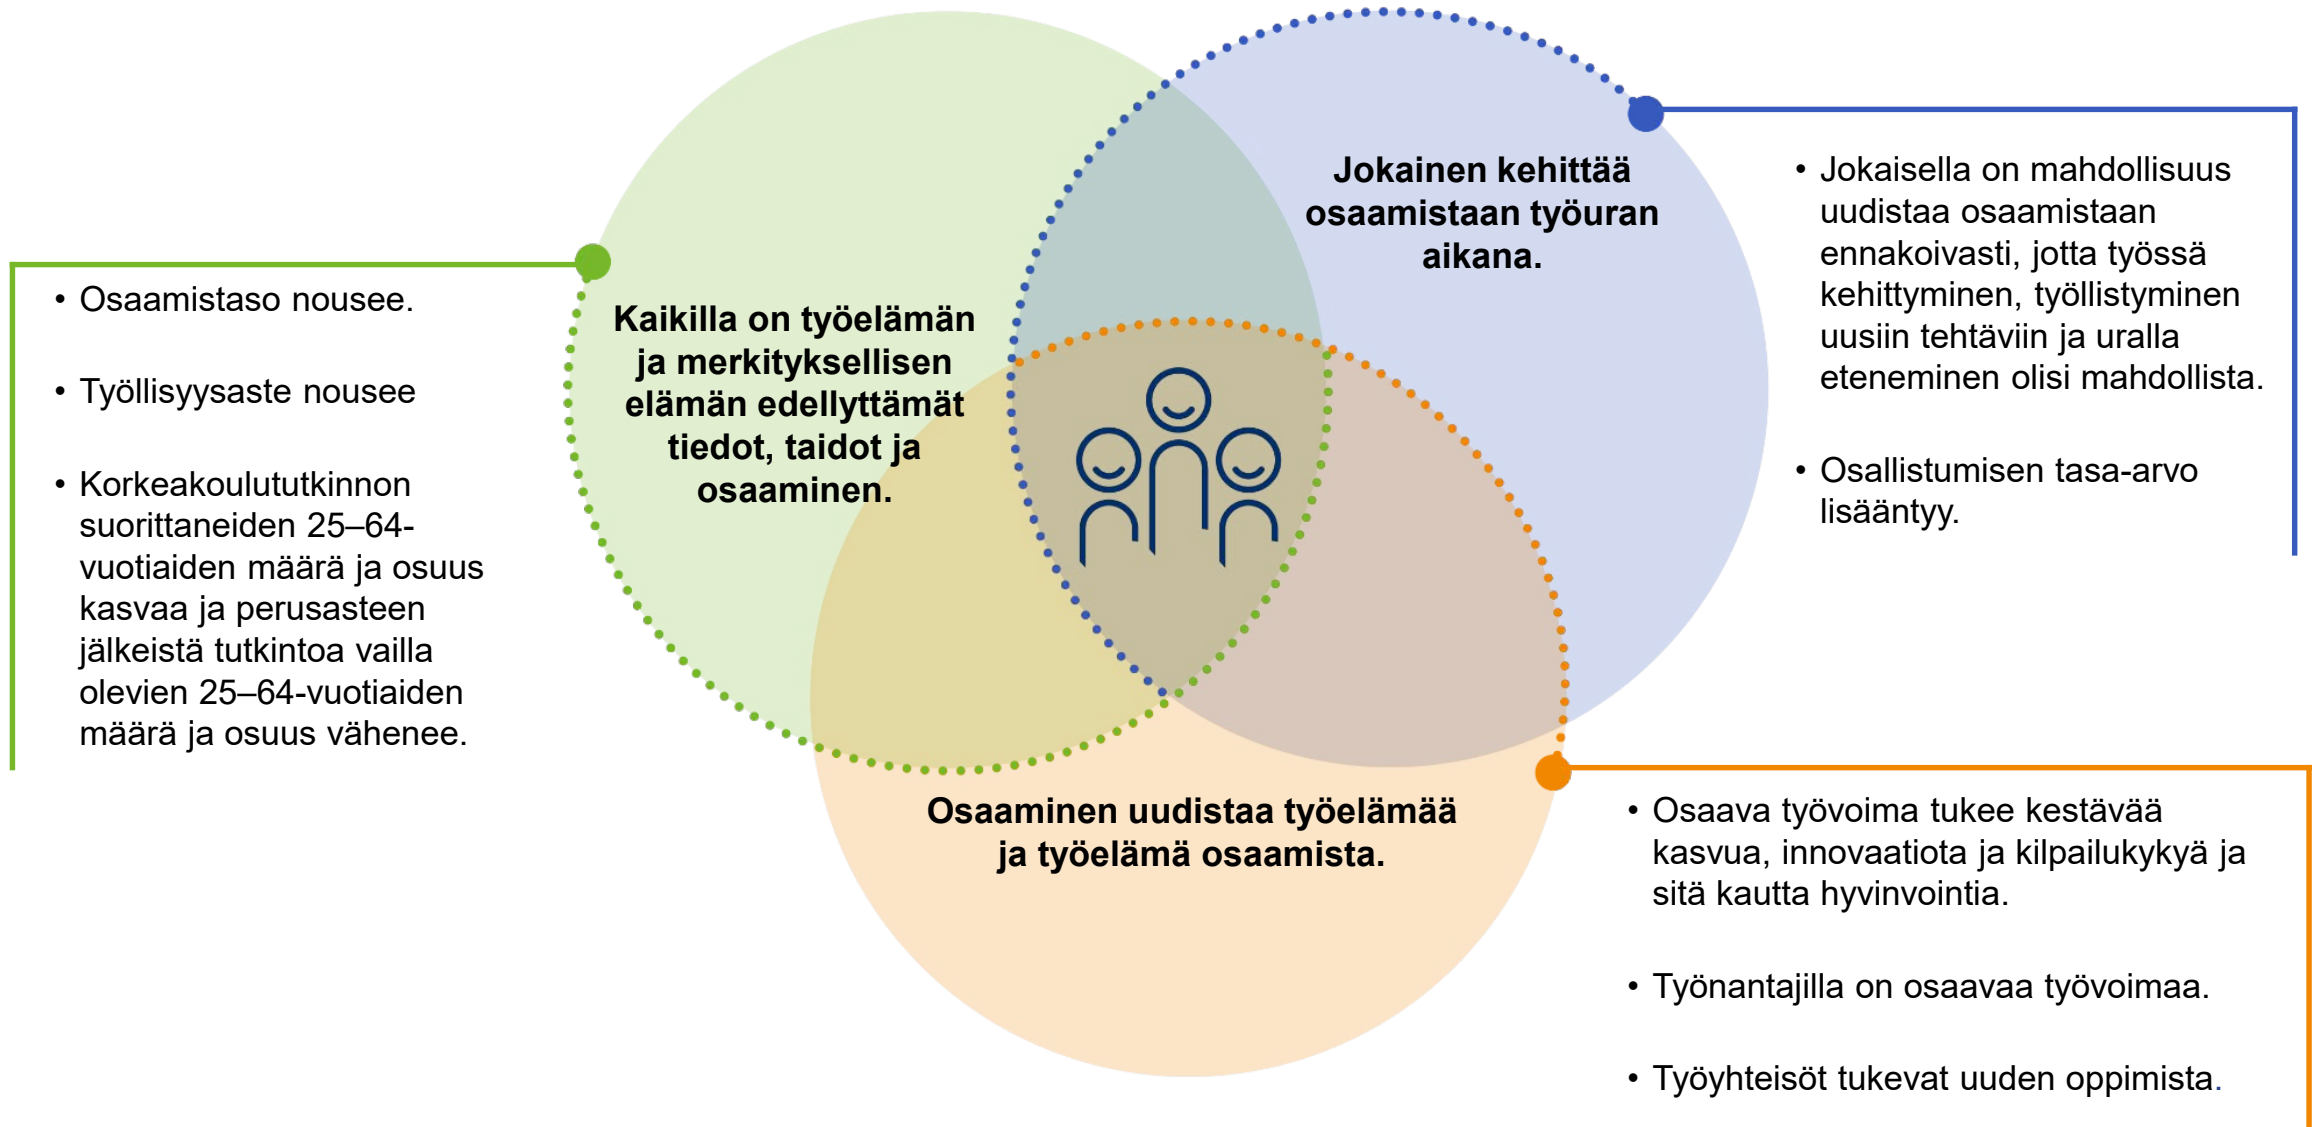 • Osaamistaso nousee.
• Työllisyysaste nousee
• Korkeakoulututkinnon
suorittaneiden 25–64-
vuotiaiden määrä ja osuus
kasvaa ja perusasteen
jälkeistä tutkintoa vailla
olevien 25–64-vuotiaiden
määrä ja osuus vähenee.
Kaikilla on työelämän
ja merkityksellisen
elämän edellyttämät
tiedot, taidot ja
osaaminen.
Jokainen kehittää
osaamistaan työuran
aikana.
• Jokaisella on mahdollisuus
uudistaa osaamistaan
ennakoivasti, jotta työssä
kehittyminen, työllistyminen
uusiin tehtäviin ja uralla
eteneminen olisi mahdollista.
• Osallistumisen tasa-arvo
lisääntyy.
Osaaminen uudistaa työelämää
ja työelämä osaamista.
• Osaava työvoima tukee kestävää
kasvua, innovaatiota ja kilpailukykyä ja
sitä kautta hyvinvointia.
• Työnantajilla on osaavaa työvoimaa.
• Työyhteisöt tukevat uuden oppimista.